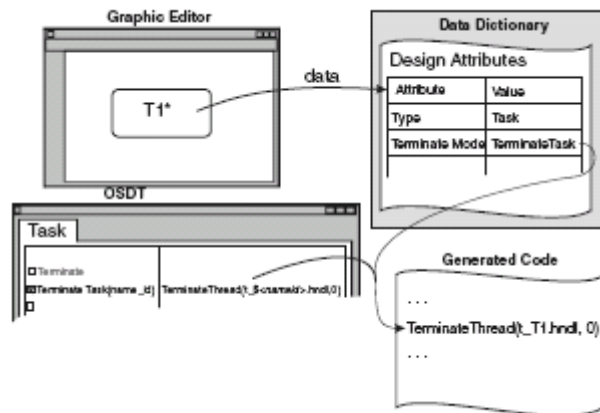 Graphic Editor
T1*
data
Data Dictionary
Design Attributes
Attribute Value
Type Task
Terminate Mode TerminateTask
OSDT
Task
Terminate
Terminate Task(name_id) TerminateThread(t_$<nameid>.hndl,0)
Generated Code
. . .
TerminateThread(t_T1.hndl, 0)
. . .